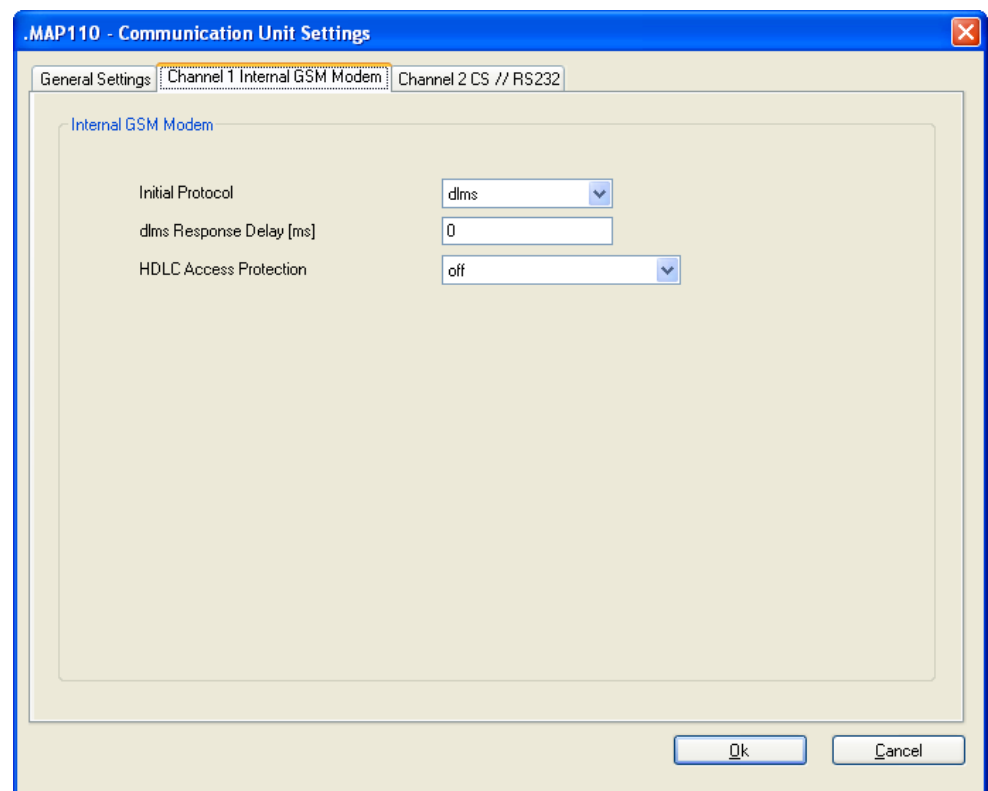 .MAP110 - Communication Unit Settings
General Settings Channel 1 Internal GSM Modem Channel 2 CS // RS232
Internal GSM Modem
Initial Protocol dlms
dlms Response Delay [ms] 0
HDLC Access Protection off
Ok Cancel